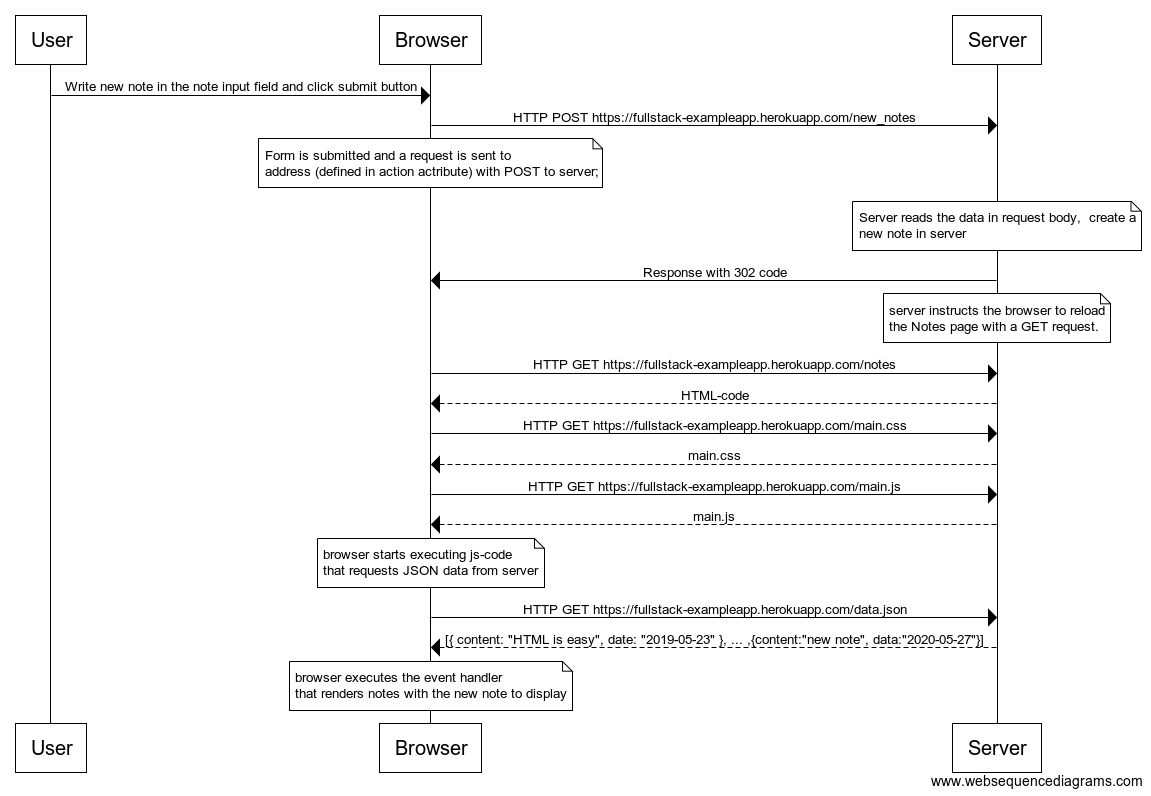 User Browser Server
Write new note in the note input field and click submit button
HTTP POST https://fullstack-exampleapp.herokuapp.com/new_notes
Form is submitted and a request is sent to
address (defined in action actribute) with POST to server;
Server reads the data in request body,  create a
new note in server
Response with 302 code
server instructs the browser to reload
the Notes page with a GET request.
HTTP GET https://fullstack-exampleapp.herokuapp.com/notes
HTML-code
HTTP GET https://fullstack-exampleapp.herokuapp.com/main.css
main.css
HTTP GET https://fullstack-exampleapp.herokuapp.com/main.js
main.js
browser starts executing js-code
that requests JSON data from server
HTTP GET https://fullstack-exampleapp.herokuapp.com/data.json
[{ content: "HTML is easy", date: "2019-05-23" }, ... ,{content:"new note", data:"2020-05-27"}]
browser executes the event handler
that renders notes with the new note to display
User Browser Server
www.websequencediagrams.com